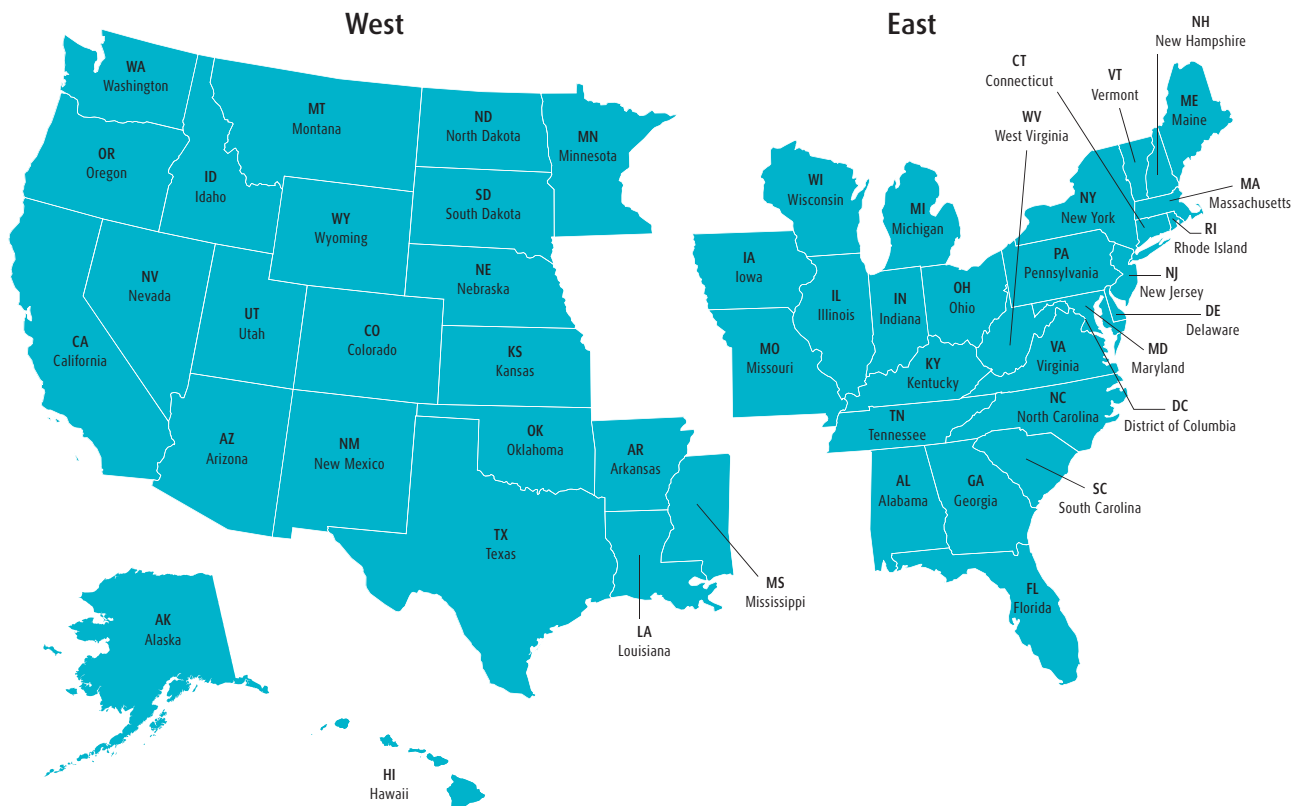 West
East
NH
New Hampshire
CT
Connecticut
VT
Vermont
WV
West Virginia
WA
Washington
MT
Montana
ND
North Dakota
MN
Minnesota
ME
Maine
OR
Oregon
ID
Idaho
SD
South Dakota
WI
Wisconsin
MI
Michigan
NY
New York
MA
Massachusetts
WY
Wyoming
RI
Rhode Island
NE
Nebraska
IA
Iowa
PA
Pennsylvania
NJ
New Jersey
NV
Nevada
UT
Utah
CO
Colorado
IL
Illinois
IN
Indiana
OH
Ohio
DE
Delaware
CA
California
KS
Kansas
MO
Missouri
KY
Kentucky
VA
Virginia
MD
Maryland
AZ
Arizona
NM
New Mexico
OK
Oklahoma
AR
Arkansas
TN
Tennessee
NC
North Carolina
DC
District of Columbia
AL
Alabama
GA
Georgia
SC
South Carolina
TX
Texas
MS
Mississippi
FL
Florida
LA
Louisiana
AK
Alaska
HI
Hawaii